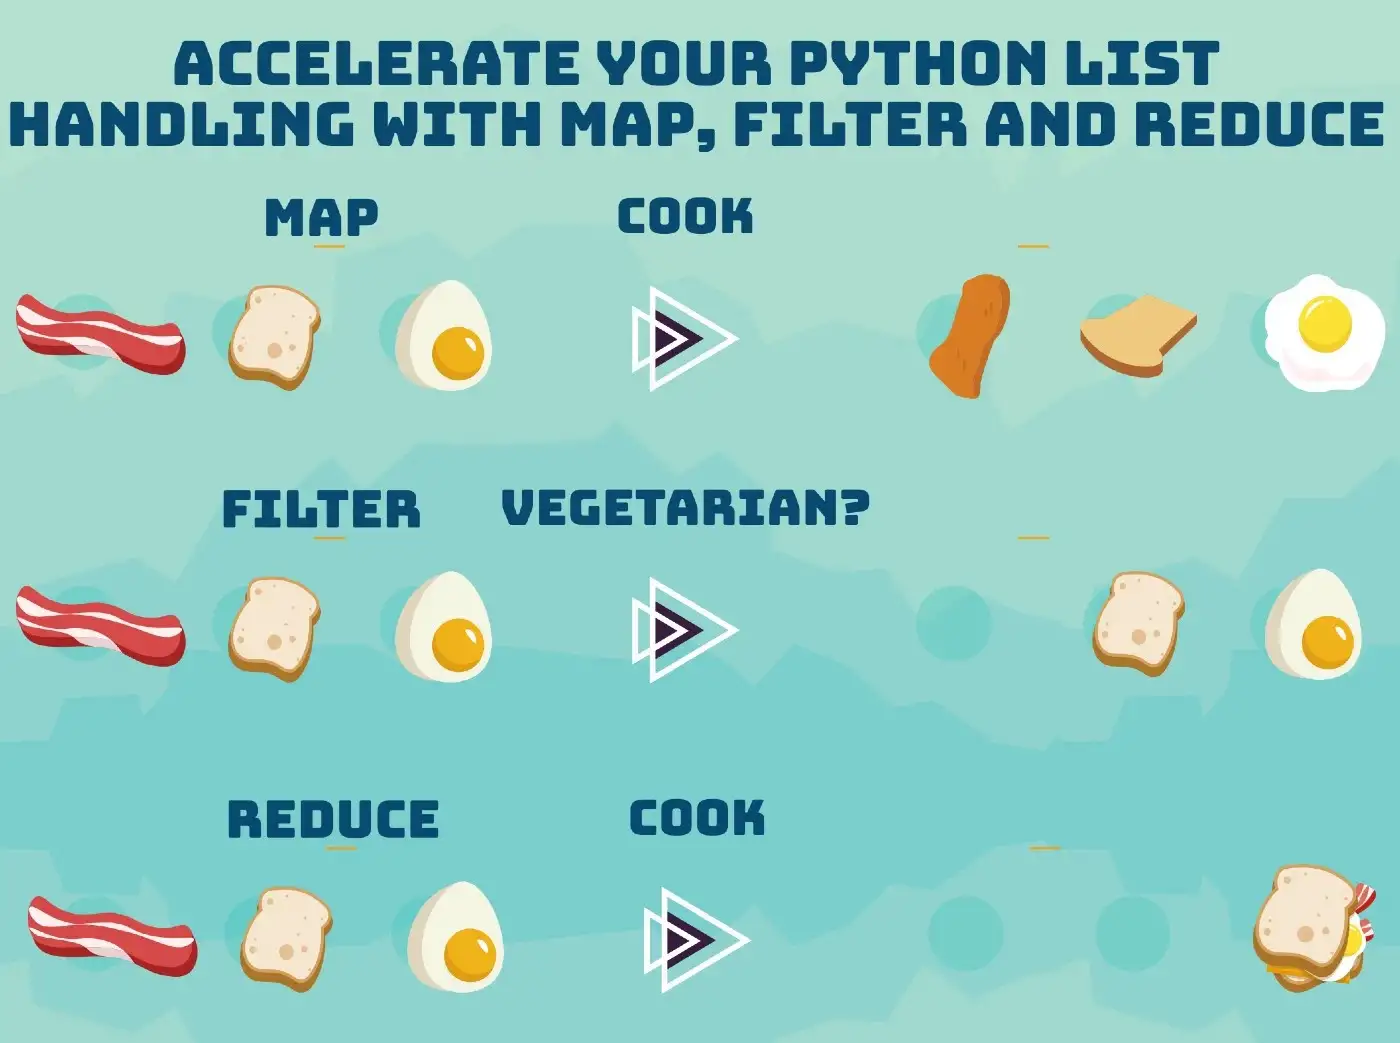 ACCELERATE YOUR PYTHON LIST
HANDLING WITH MAP, FILTER AND REDUCE
MAP
COOK
FILTER
VEGETARIAN?
REDUCE
COOK